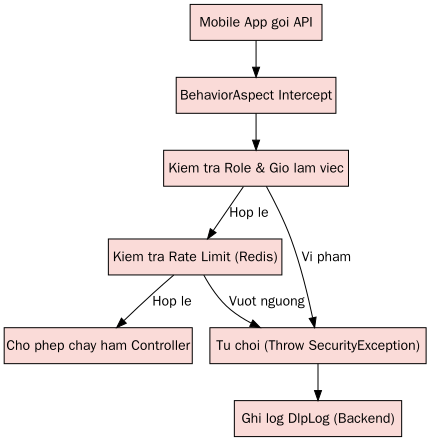 Mobile App goi API
BehaviorAspect Intercept
Kiem tra Role & Gio lam viec
Hop le
Kiem tra Rate Limit (Redis)
Vi pham
Hop le
Vuot nguong
Cho phep chay ham Controller
Tu choi (Throw SecurityException)
Ghi log DlpLog (Backend)